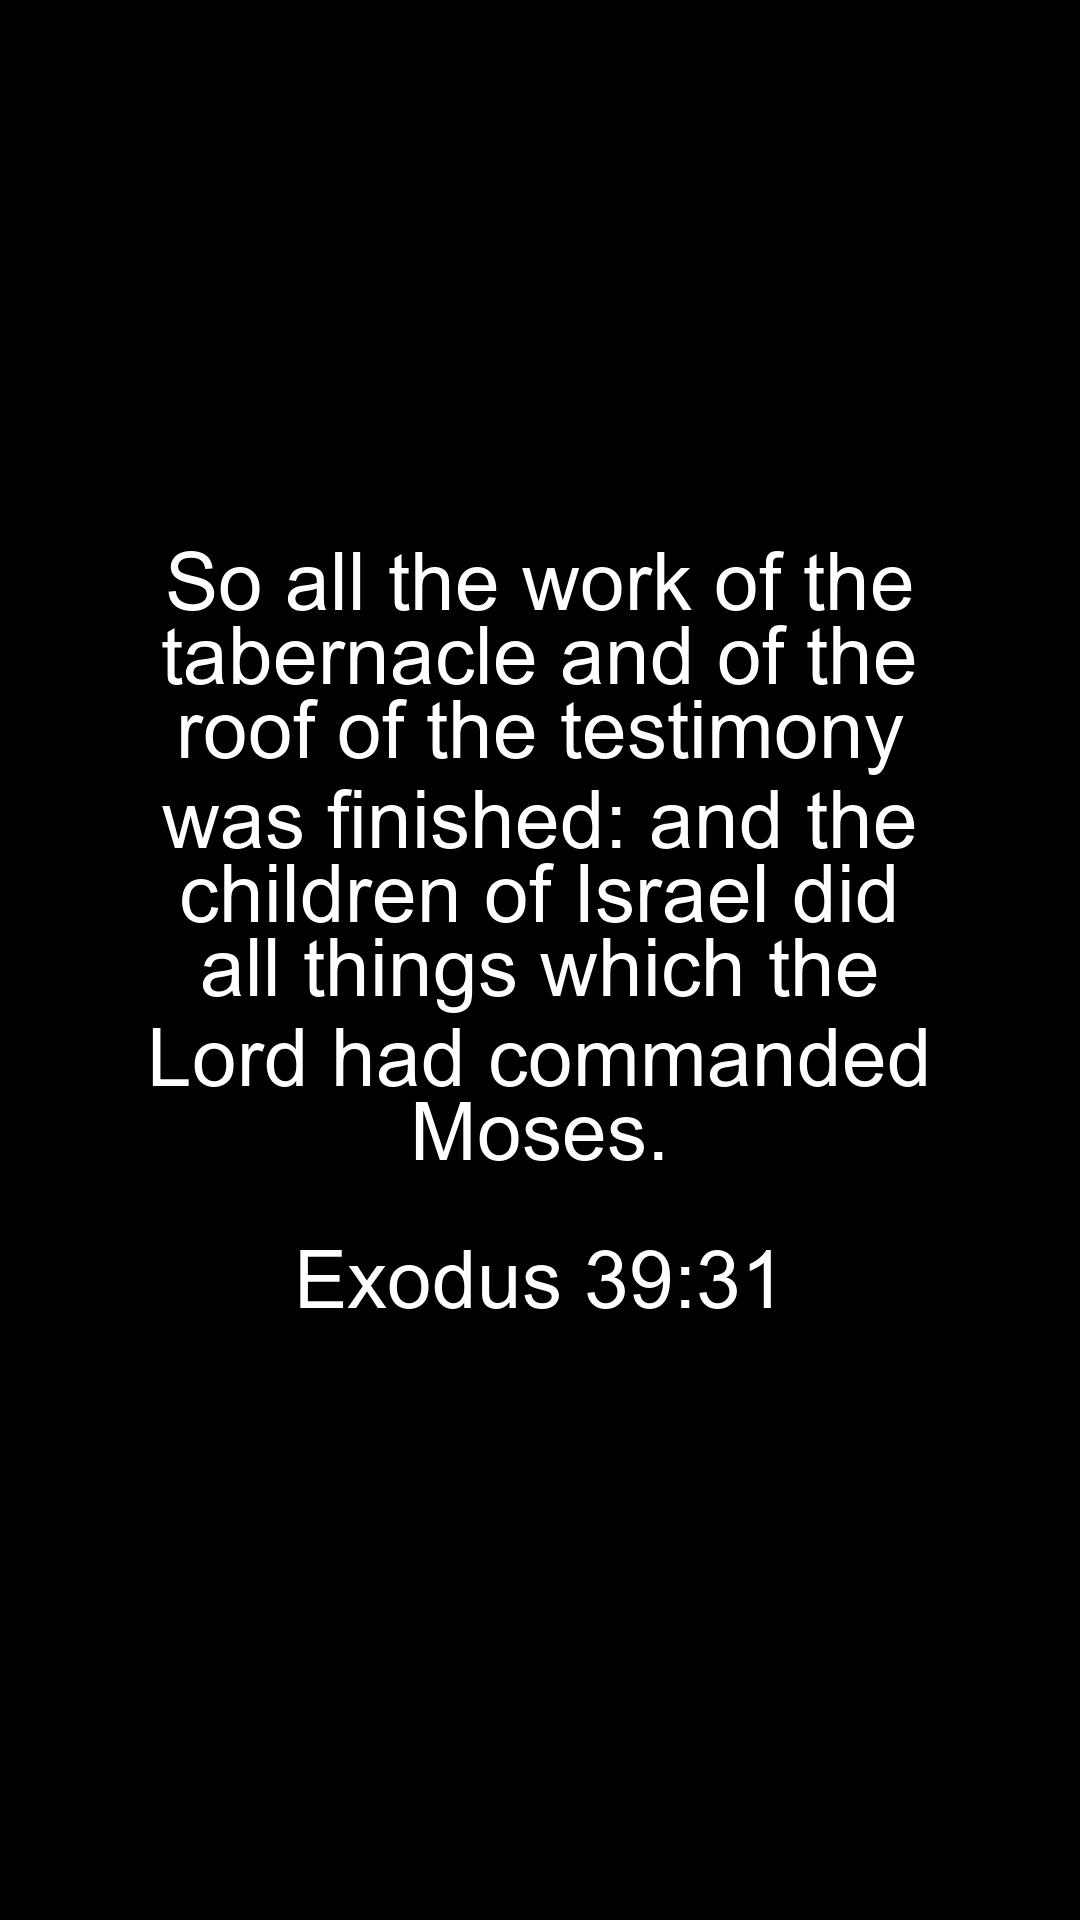 So all the work of the
tabernacle and of the
roof of the testimony
was finished: and the
children of Israel did
all things which the
Lord had commanded
Moses.
Exodus 39:31